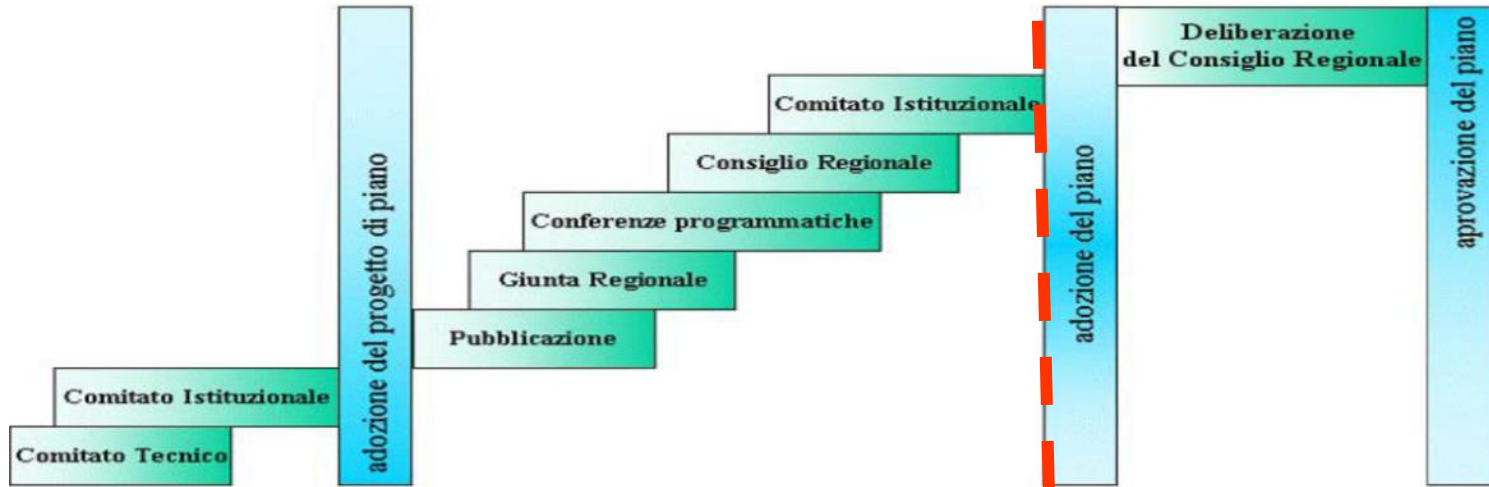 Deliberazione
del Consiglio Regionale
Comitato Istituzionale
Consiglio Regionale
Conferenze programmatiche
Giunta Regionale
Pubblicazione
Comitato Istituzionale
Comitato Tecnico
adozione del progetto di piano
adozione del piano
aprovazione del piano